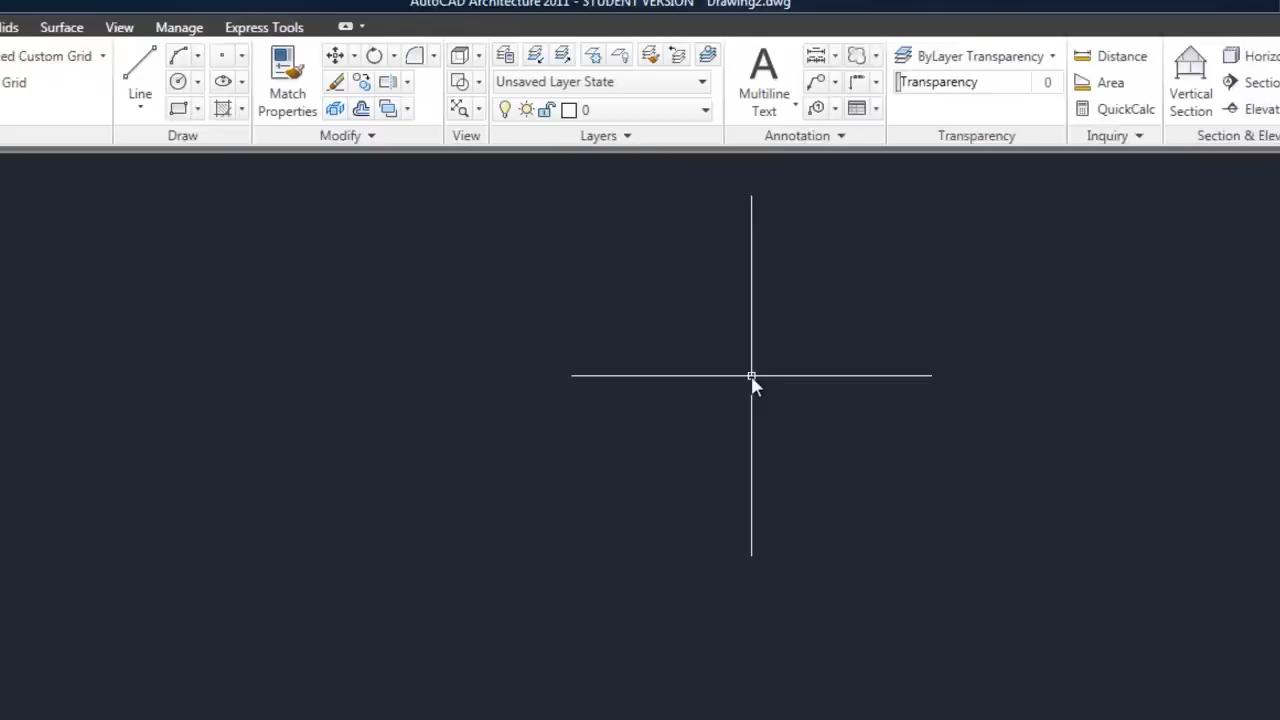 AutoCAD Architecture 2011 - STUDENT VERSION Drawing2.dwg
Surface View Manage Express Tools
Custom Grid ByLayer Transparency Distance
Grid Unsaved Layer State Transparency 0 Area
Line Match Properties Multiline Text Vertical Section
0 QuickCalc
Draw Modify View Layers Annotation Transparency Inquiry Section &